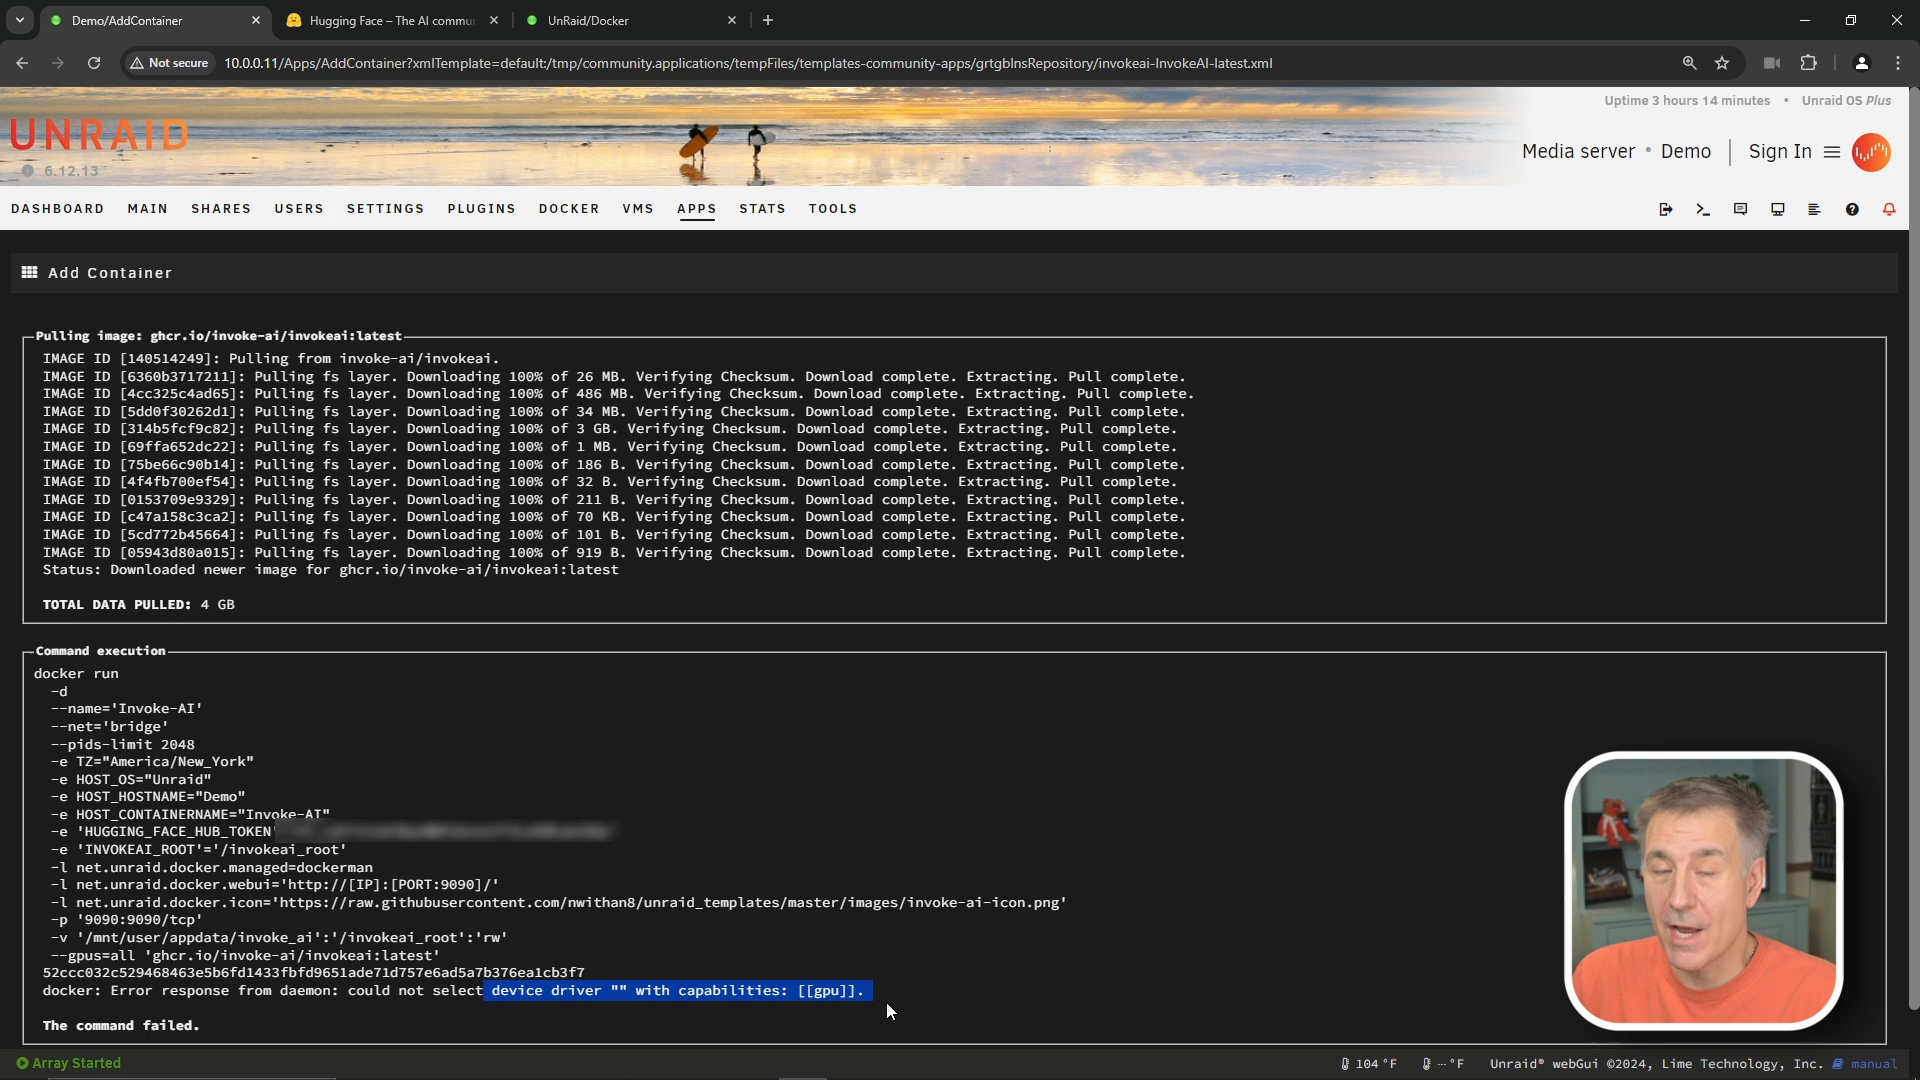 Demo/AddContainer
Hugging Face – The AI commu
UnRaid/Docker
Not secure
10.0.0.11/Apps/AddContainer?xmlTemplate=default:/tmp/community.applications/tempFiles/templates-community-apps/grtgblnsRepository/invokeai-InvokeAI-latest.xml
Uptime 3 hours 14 minutes • Unraid OS Plus
UNRAID
6.12.13
Media server • Demo
Sign In
DASHBOARD MAIN SHARES USERS SETTINGS PLUGINS DOCKER VMS APPS STATS TOOLS
Add Container
Pulling image: ghcr.io/invoke-ai/invokeai:latest
IMAGE ID [140514249]: Pulling from invoke-ai/invokeai.
IMAGE ID [6360b3717211]: Pulling fs layer. Downloading 100% of 26 MB. Verifying Checksum. Download complete. Extracting. Pull complete.
IMAGE ID [4cc325c4ad65]: Pulling fs layer. Downloading 100% of 486 MB. Verifying Checksum. Download complete. Extracting. Pull complete.
IMAGE ID [5dd0f30262d1]: Pulling fs layer. Downloading 100% of 34 MB. Verifying Checksum. Download complete. Extracting. Pull complete.
IMAGE ID [314b5fcf9c82]: Pulling fs layer. Downloading 100% of 3 GB. Verifying Checksum. Download complete. Extracting. Pull complete.
IMAGE ID [69ffa652dc22]: Pulling fs layer. Downloading 100% of 1 MB. Verifying Checksum. Download complete. Extracting. Pull complete.
IMAGE ID [75be66c90b14]: Pulling fs layer. Downloading 100% of 186 B. Verifying Checksum. Download complete. Extracting. Pull complete.
IMAGE ID [4f4fb700ef54]: Pulling fs layer. Downloading 100% of 32 B. Verifying Checksum. Download complete. Extracting. Pull complete.
IMAGE ID [0153709e9329]: Pulling fs layer. Downloading 100% of 211 B. Verifying Checksum. Download complete. Extracting. Pull complete.
IMAGE ID [c47a158c3ca2]: Pulling fs layer. Downloading 100% of 70 KB. Verifying Checksum. Download complete. Extracting. Pull complete.
IMAGE ID [5cd772b45664]: Pulling fs layer. Downloading 100% of 101 B. Verifying Checksum. Download complete. Extracting. Pull complete.
IMAGE ID [05943d80a015]: Pulling fs layer. Downloading 100% of 919 B. Verifying Checksum. Download complete. Extracting. Pull complete.
Status: Downloaded newer image for ghcr.io/invoke-ai/invokeai:latest
TOTAL DATA PULLED: 4 GB
Command execution
docker run
-d
--name='Invoke-AI'
--net='bridge'
--pids-limit 2048
-e TZ="America/New_York"
-e HOST_OS="Unraid"
-e HOST_HOSTNAME="Demo"
-e HOST_CONTAINERNAME="Invoke-AI"
-e 'HUGGING_FACE_HUB_TOKEN'
-e 'INVOKEAI_ROOT'='/invokeai_root'
-l net.unraid.docker.managed=dockerman
-l net.unraid.docker.webui='http://[IP]:[PORT:9090]/'
-l net.unraid.docker.icon='https://raw.githubusercontent.com/nwithan8/unraid_templates/master/images/invoke-ai-icon.png'
-p '9090:9090/tcp'
-v '/mnt/user/appdata/invoke_ai':'/invokeai_root':'rw'
--gpus=all 'ghcr.io/invoke-ai/invokeai:latest'
52ccc032c529468463e5b6fd1433fbfd9651ade71d757e6ad5a7b376ea1cb3f7
docker: Error response from daemon: could not select device driver "" with capabilities: [[gpu]].
The command failed.
Array Started
104 °F
-- °F
Unraid® webGui ©2024, Lime Technology, Inc.
manual